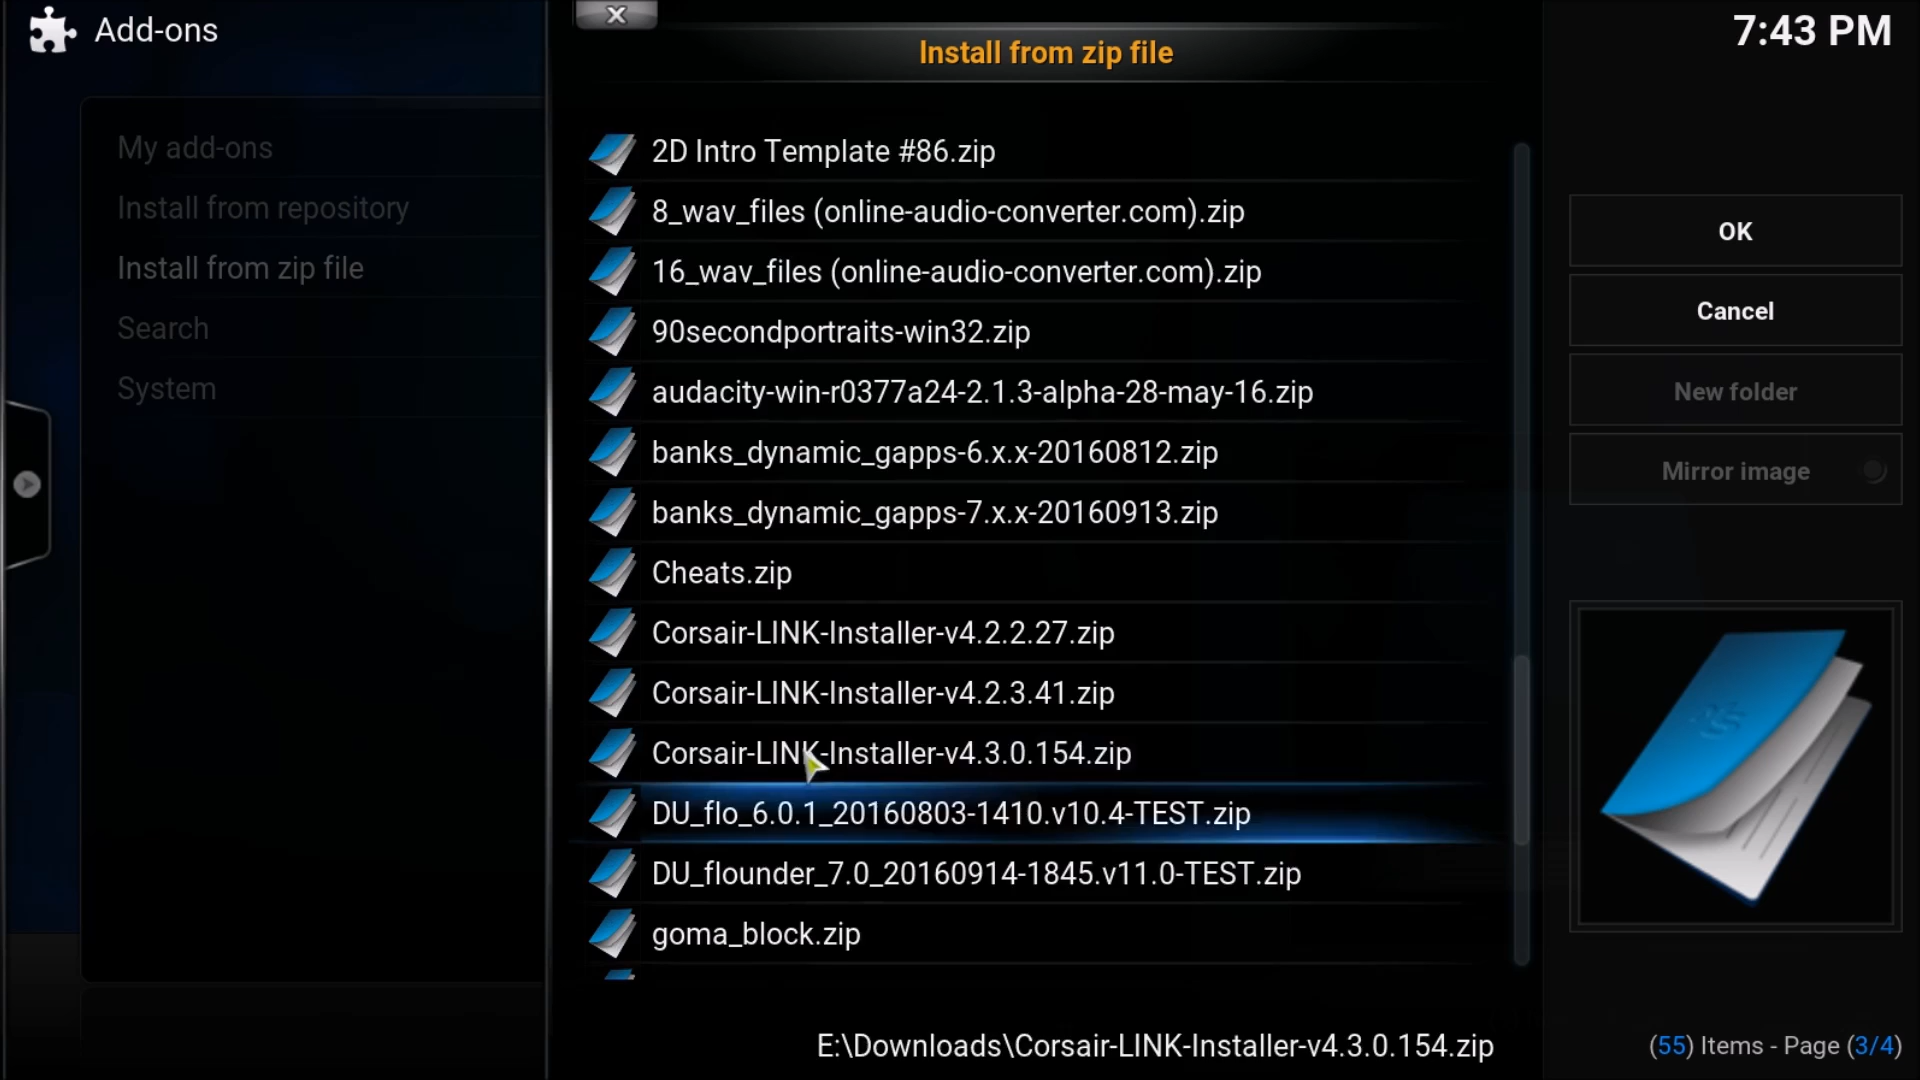 Add-ons
x
Install from zip file
7:43 PM
My add-ons
Install from repository
Install from zip file
Search
System
2D Intro Template #86.zip
8_wav_files (online-audio-converter.com).zip
16_wav_files (online-audio-converter.com).zip
90secondportraits-win32.zip
audacity-win-r0377a24-2.1.3-alpha-28-may-16.zip
banks_dynamic_gapps-6.x.x-20160812.zip
banks_dynamic_gapps-7.x.x-20160913.zip
Cheats.zip
Corsair-LINK-Installer-v4.2.2.27.zip
Corsair-LINK-Installer-v4.2.3.41.zip
Corsair-LINK-Installer-v4.3.0.154.zip
DU_flo_6.0.1_20160803-1410.v10.4-TEST.zip
DU_flounder_7.0_20160914-1845.v11.0-TEST.zip
goma_block.zip
OK
Cancel
New folder
Mirror image
E:\Downloads\Corsair-LINK-Installer-v4.3.0.154.zip
(55) Items - Page (3/4)